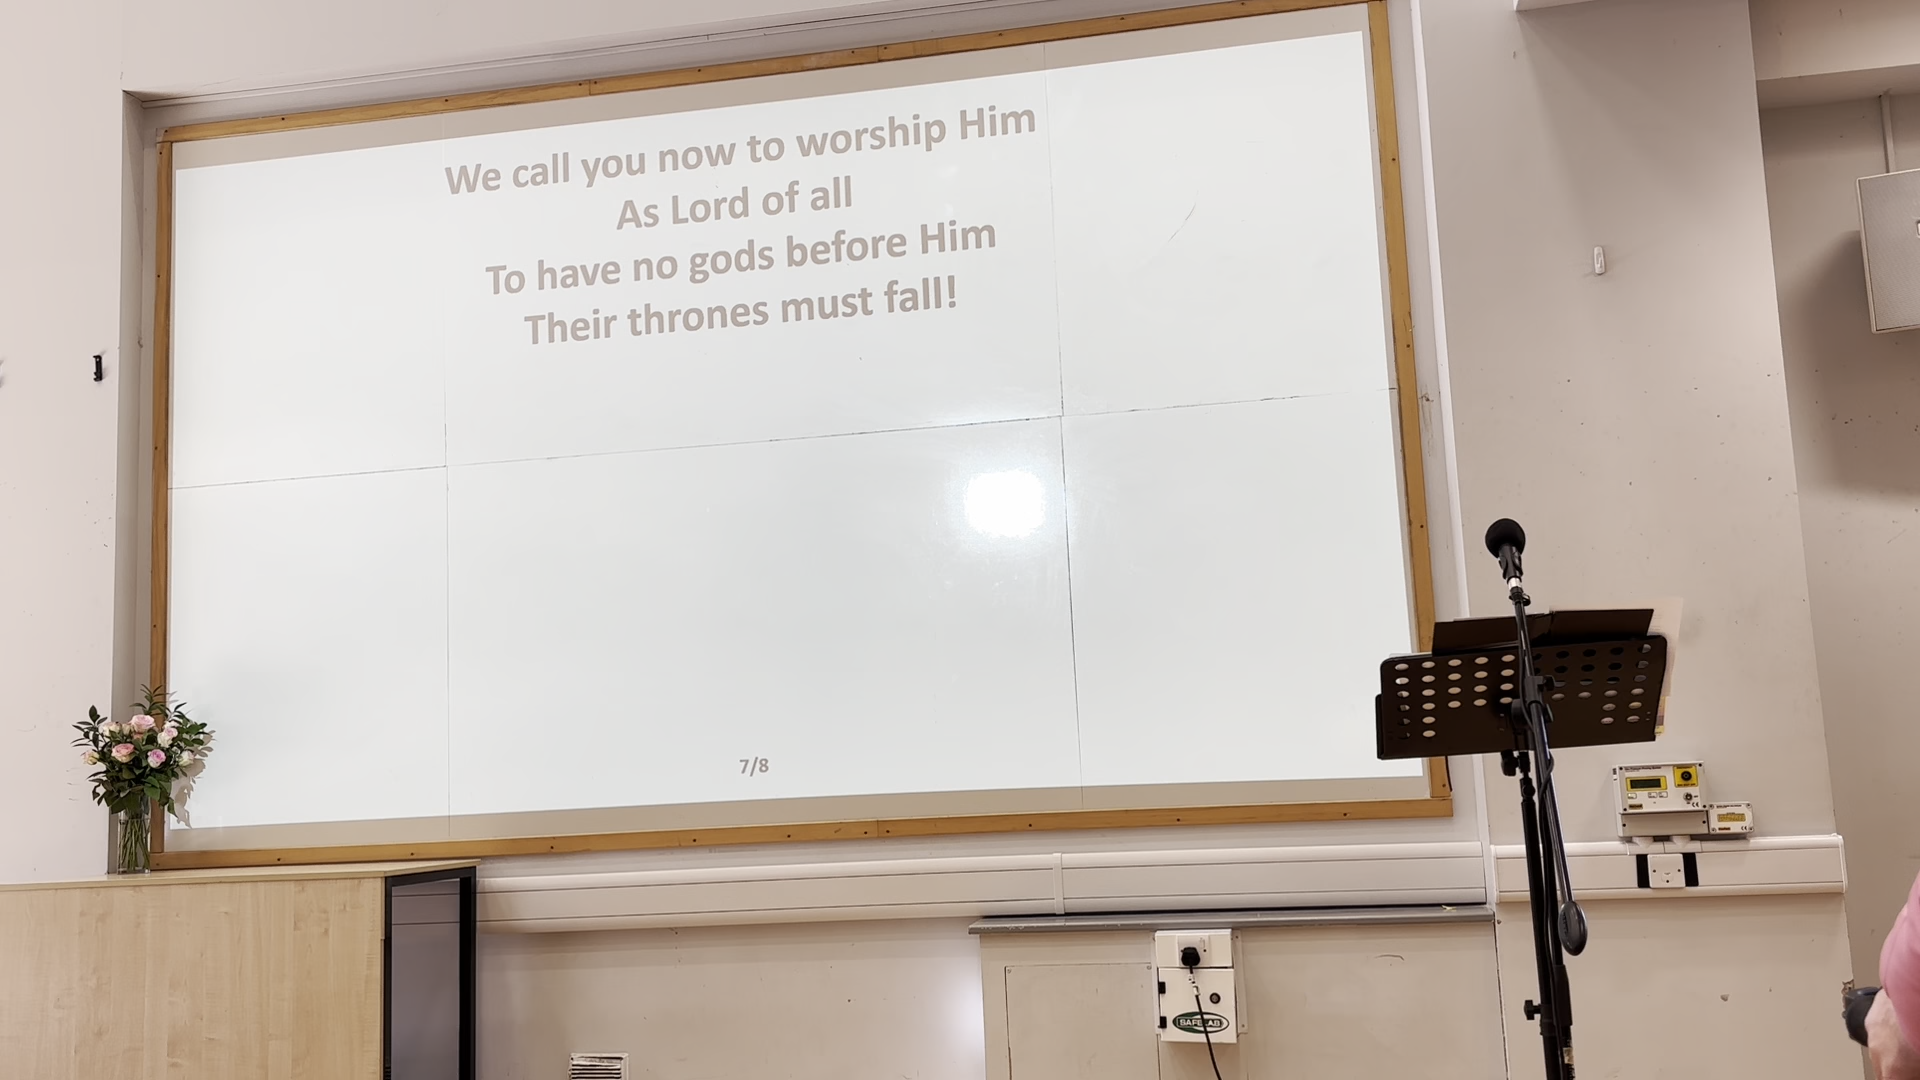 We call you now to worship Him
As Lord of all
To have no gods before Him
Their thrones must fall!
7/8
SAFELAB